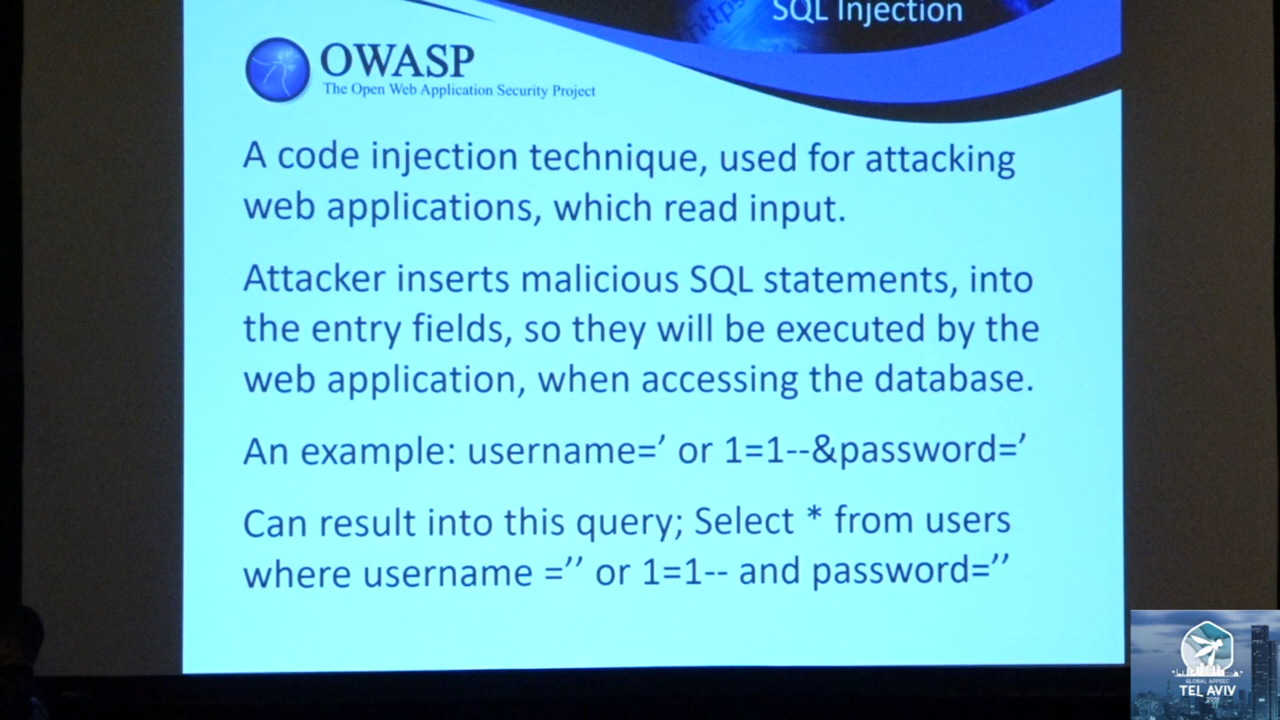 SQL Injection
OWASP
The Open Web Application Security Project
A code injection technique, used for attacking
web applications, which read input.
Attacker inserts malicious SQL statements, into
the entry fields, so they will be executed by the
web application, when accessing the database.
An example: username=’ or 1=1--&password=’
Can result into this query; Select * from users
where username =’’ or 1=1-- and password=’’
GLOBAL APPSEC
TEL AVIV